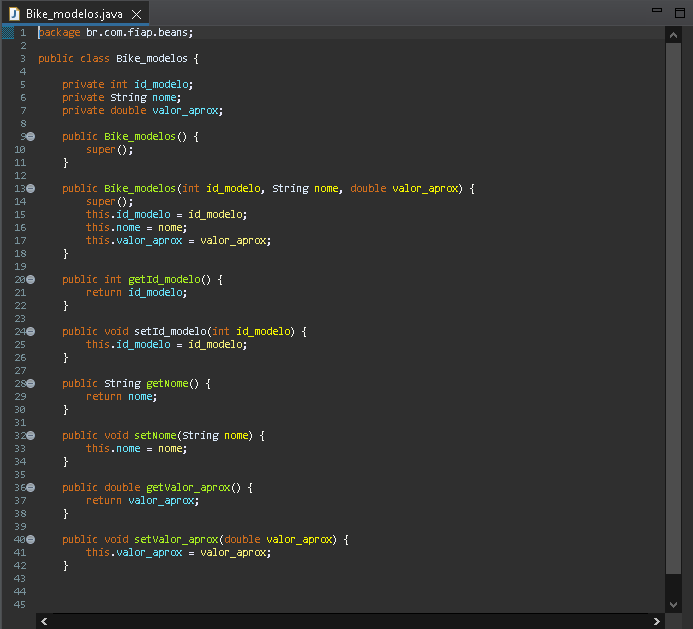 Bike_modelos.java
1 package br.com.fiap.beans;
2
3 public class Bike_modelos {
4
5     private int id_modelo;
6     private String nome;
7     private double valor_aprox;
8
9     public Bike_modelos() {
10         super();
11     }
12
13     public Bike_modelos(int id_modelo, String nome, double valor_aprox) {
14         super();
15         this.id_modelo = id_modelo;
16         this.nome = nome;
17         this.valor_aprox = valor_aprox;
18     }
19
20     public int getId_modelo() {
21         return id_modelo;
22     }
23
24     public void setId_modelo(int id_modelo) {
25         this.id_modelo = id_modelo;
26     }
27
28     public String getNome() {
29         return nome;
30     }
31
32     public void setNome(String nome) {
33         this.nome = nome;
34     }
35
36     public double getValor_aprox() {
37         return valor_aprox;
38     }
39
40     public void setValor_aprox(double valor_aprox) {
41         this.valor_aprox = valor_aprox;
42     }
43
44
45